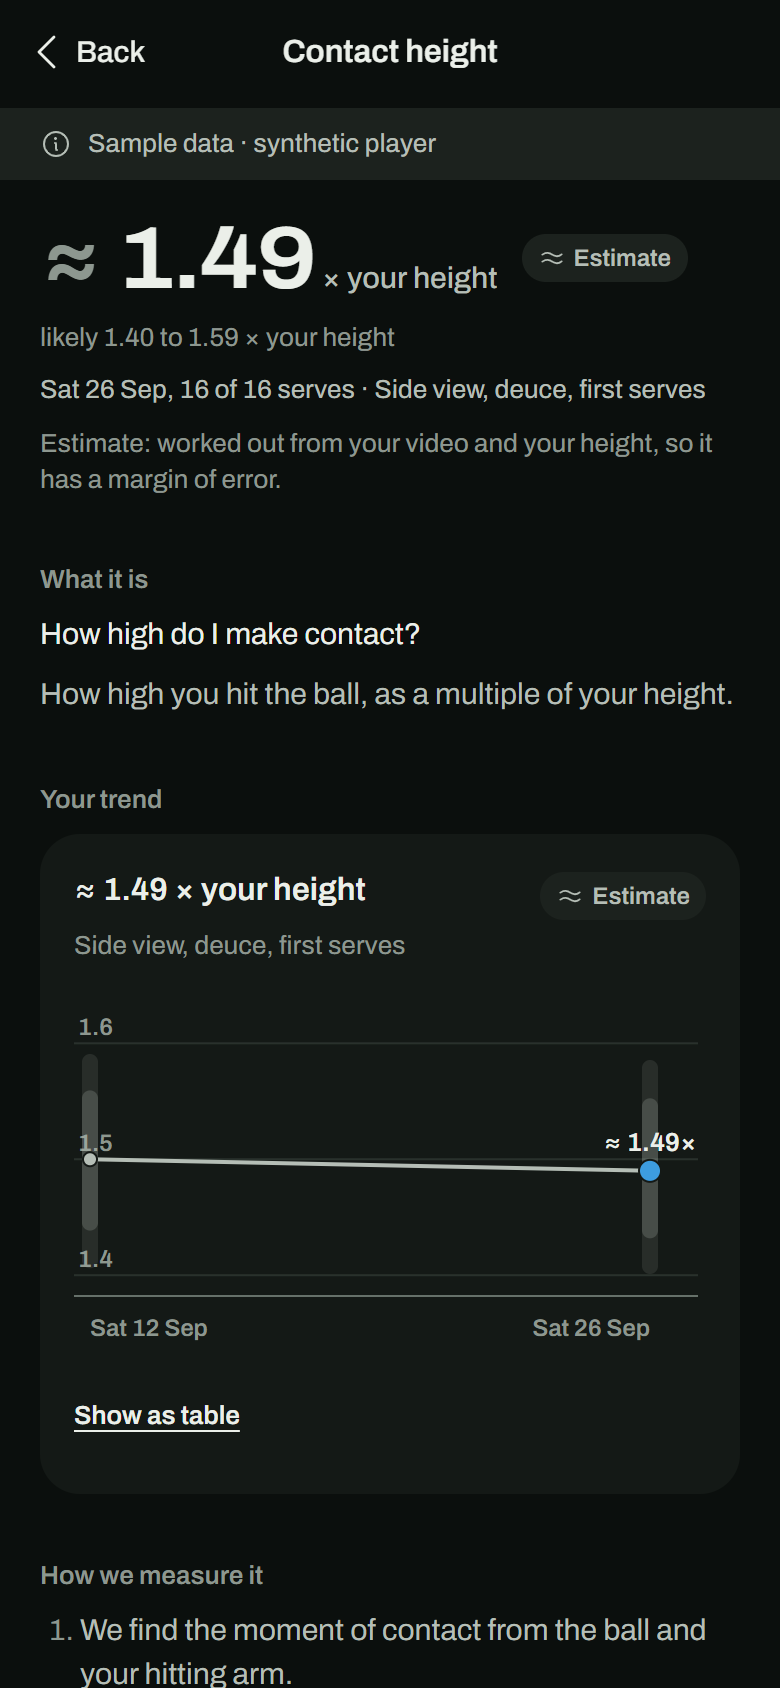 Back
Contact height
Sample data · synthetic player
≈ 1.49 × your height
≈ Estimate
likely 1.40 to 1.59 × your height
Sat 26 Sep, 16 of 16 serves · Side view, deuce, first serves
Estimate: worked out from your video and your height, so it
has a margin of error.
What it is
How high do I make contact?
How high you hit the ball, as a multiple of your height.
Your trend
≈ 1.49 × your height
≈ Estimate
Side view, deuce, first serves
1.6
1.5
≈ 1.49×
1.4
Sat 12 Sep
Sat 26 Sep
Show as table
How we measure it
1. We find the moment of contact from the ball and
your hitting arm.